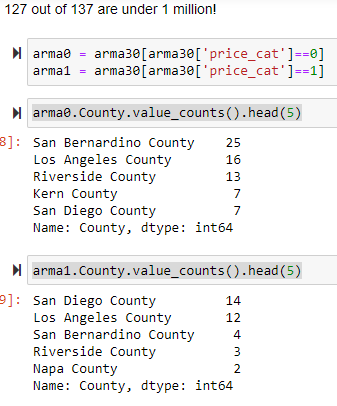 127 out of 137 are under 1 million!
arma0 = arma30[arma30['price_cat']==0]
arma1 = arma30[arma30['price_cat']==1]
arma0.County.value_counts().head(5)
8]: San Bernardino County    25
Los Angeles County       16
Riverside County         13
Kern County               7
San Diego County          7
Name: County, dtype: int64
arma1.County.value_counts().head(5)
9]: San Diego County         14
Los Angeles County       12
San Bernardino County     4
Riverside County          3
Napa County               2
Name: County, dtype: int64